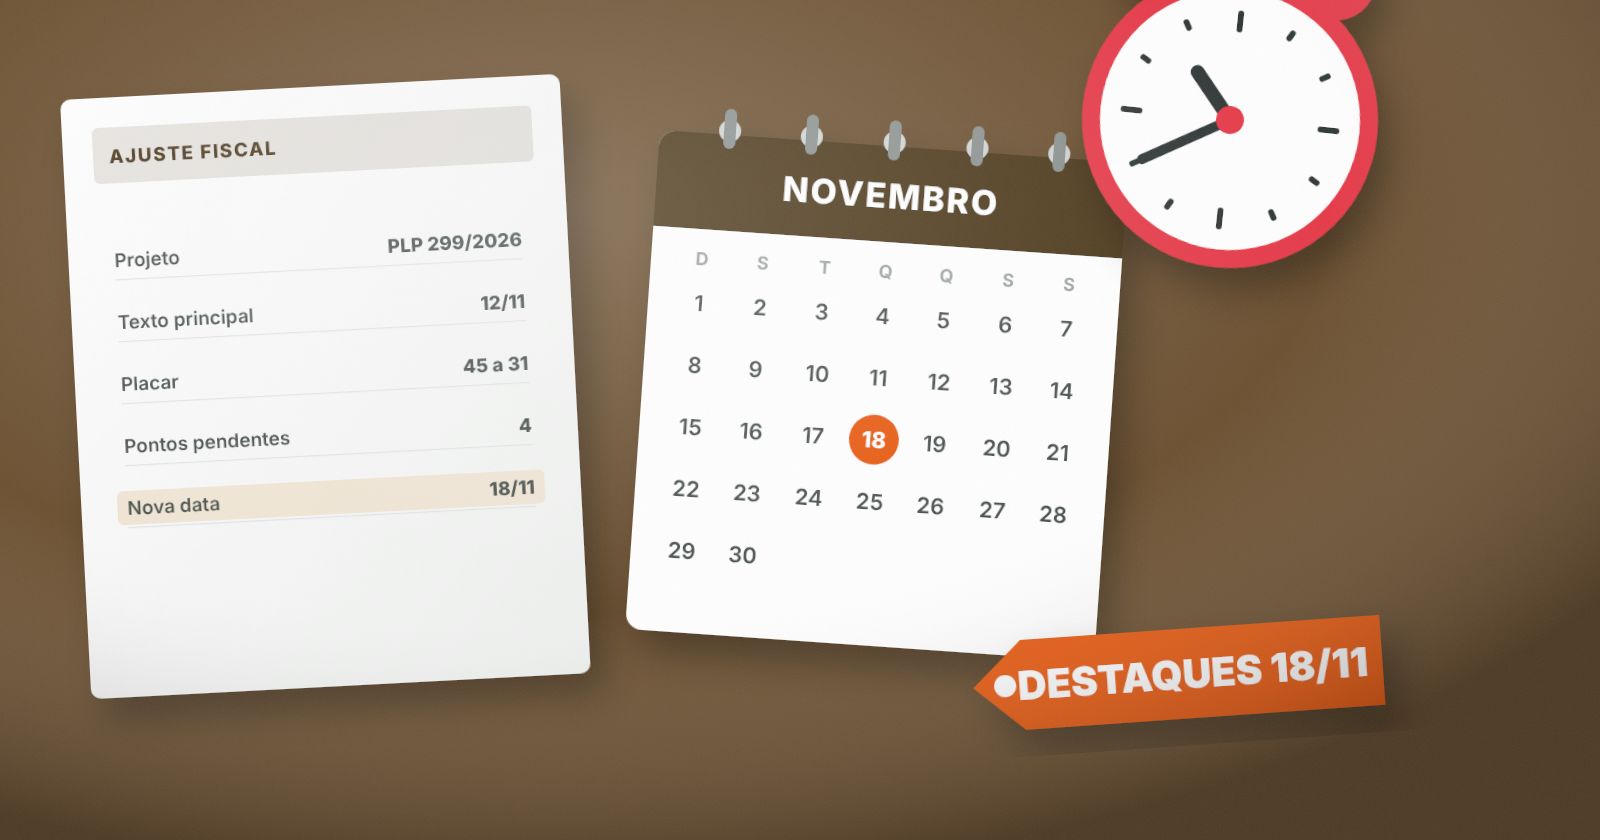 AJUSTE FISCAL
Projeto PLP 299/2026
Texto principal 12/11
Placar 45 a 31
Pontos pendentes 4
Nova data 18/11
NOVEMBRO
D S T Q Q S S
1 2 3 4 5 6 7
8 9 10 11 12 13 14
15 16 17 18 19 20 21
22 23 24 25 26 27 28
29 30
DESTAQUES 18/11